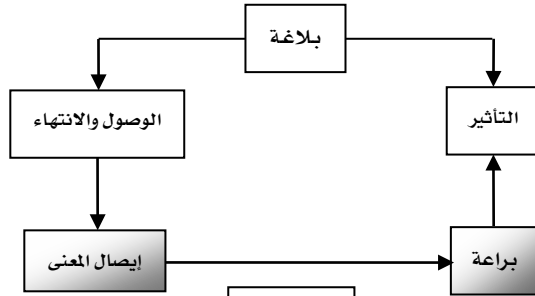 بلاغة
التأثير
الوصول والانتهاء
براعة
إيصال المعنى